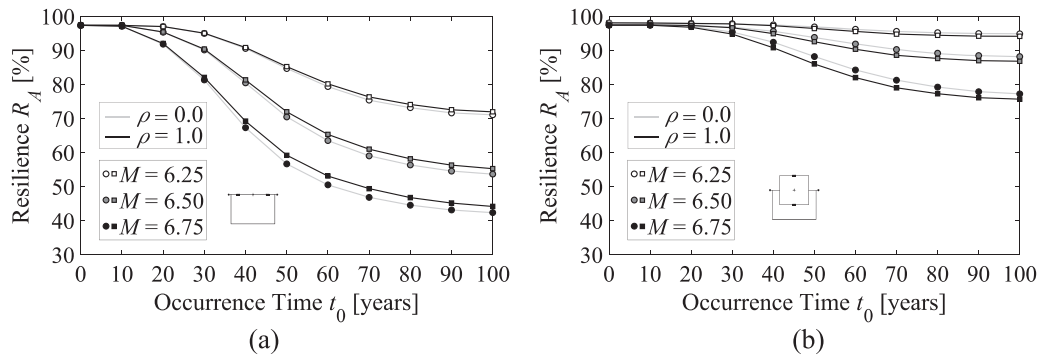 100
90
80
70
60
50
40
30
Resilience R_A [%]
ρ = 0.0
ρ = 1.0
M = 6.25
M = 6.50
M = 6.75
0 10 20 30 40 50 60 70 80 90 100
Occurrence Time t_0 [years]
(a)
100
90
80
70
60
50
40
30
Resilience R_A [%]
ρ = 0.0
ρ = 1.0
M = 6.25
M = 6.50
M = 6.75
0 10 20 30 40 50 60 70 80 90 100
Occurrence Time t_0 [years]
(b)